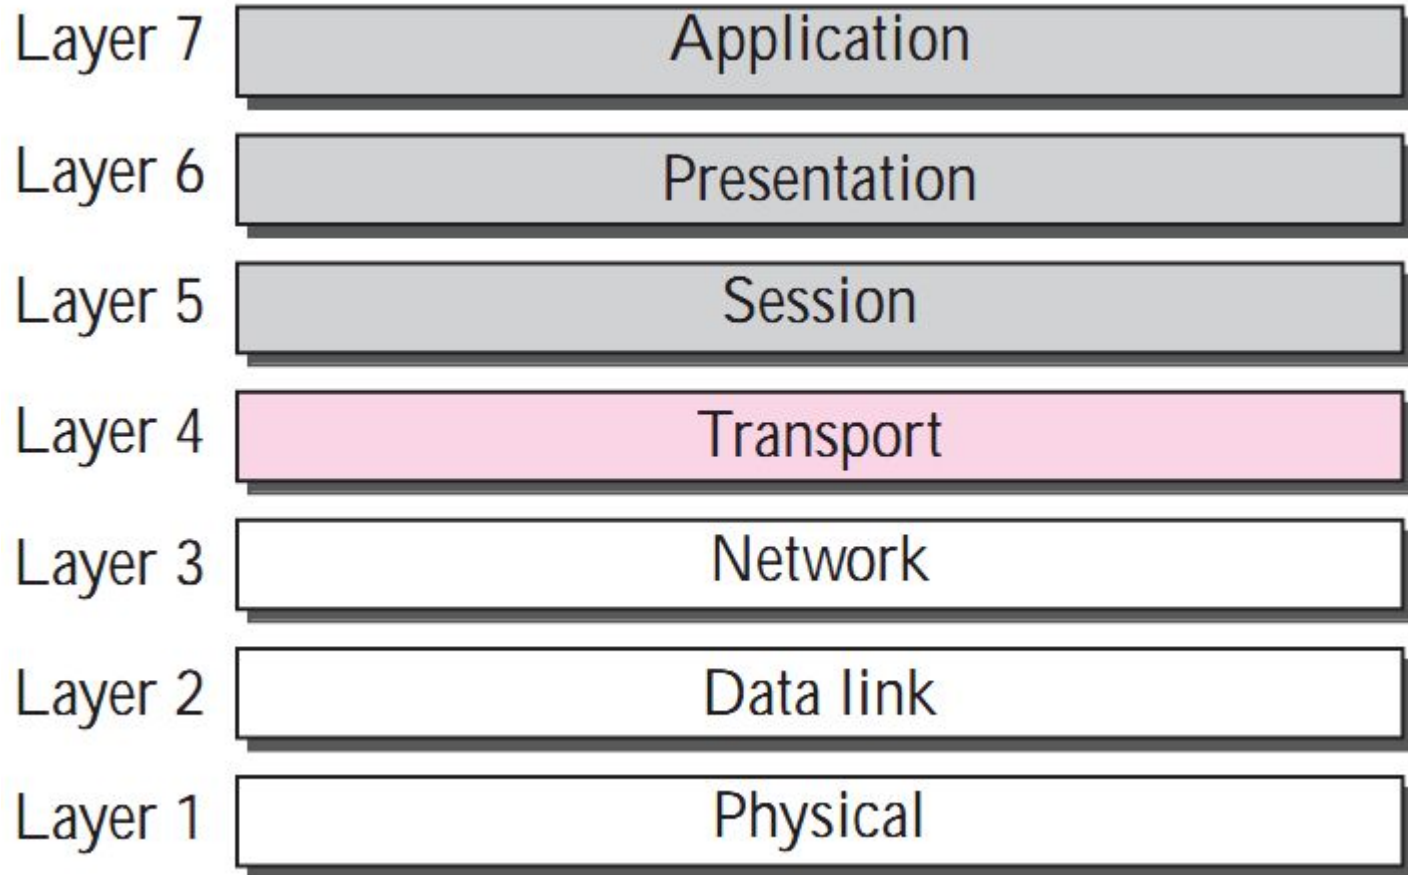 Layer 7 Application
Layer 6 Presentation
Layer 5 Session
Layer 4 Transport
Layer 3 Network
Layer 2 Data link
Layer 1 Physical